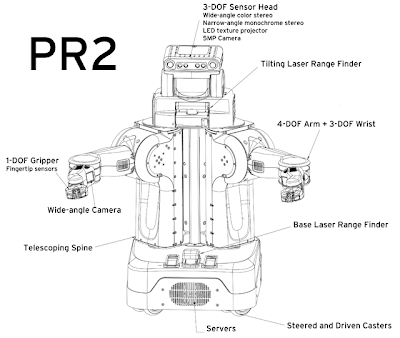 PR2
3-DOF Sensor Head
Wide-angle color stereo
Narrow-angle monochrome stereo
LED texture projector
5MP Camera
Tilting Laser Range Finder
4-DOF Arm + 3-DOF Wrist
1-DOF Gripper
Fingertip sensors
Wide-angle Camera
Base Laser Range Finder
Telescoping Spine
Servers
Steered and Driven Casters